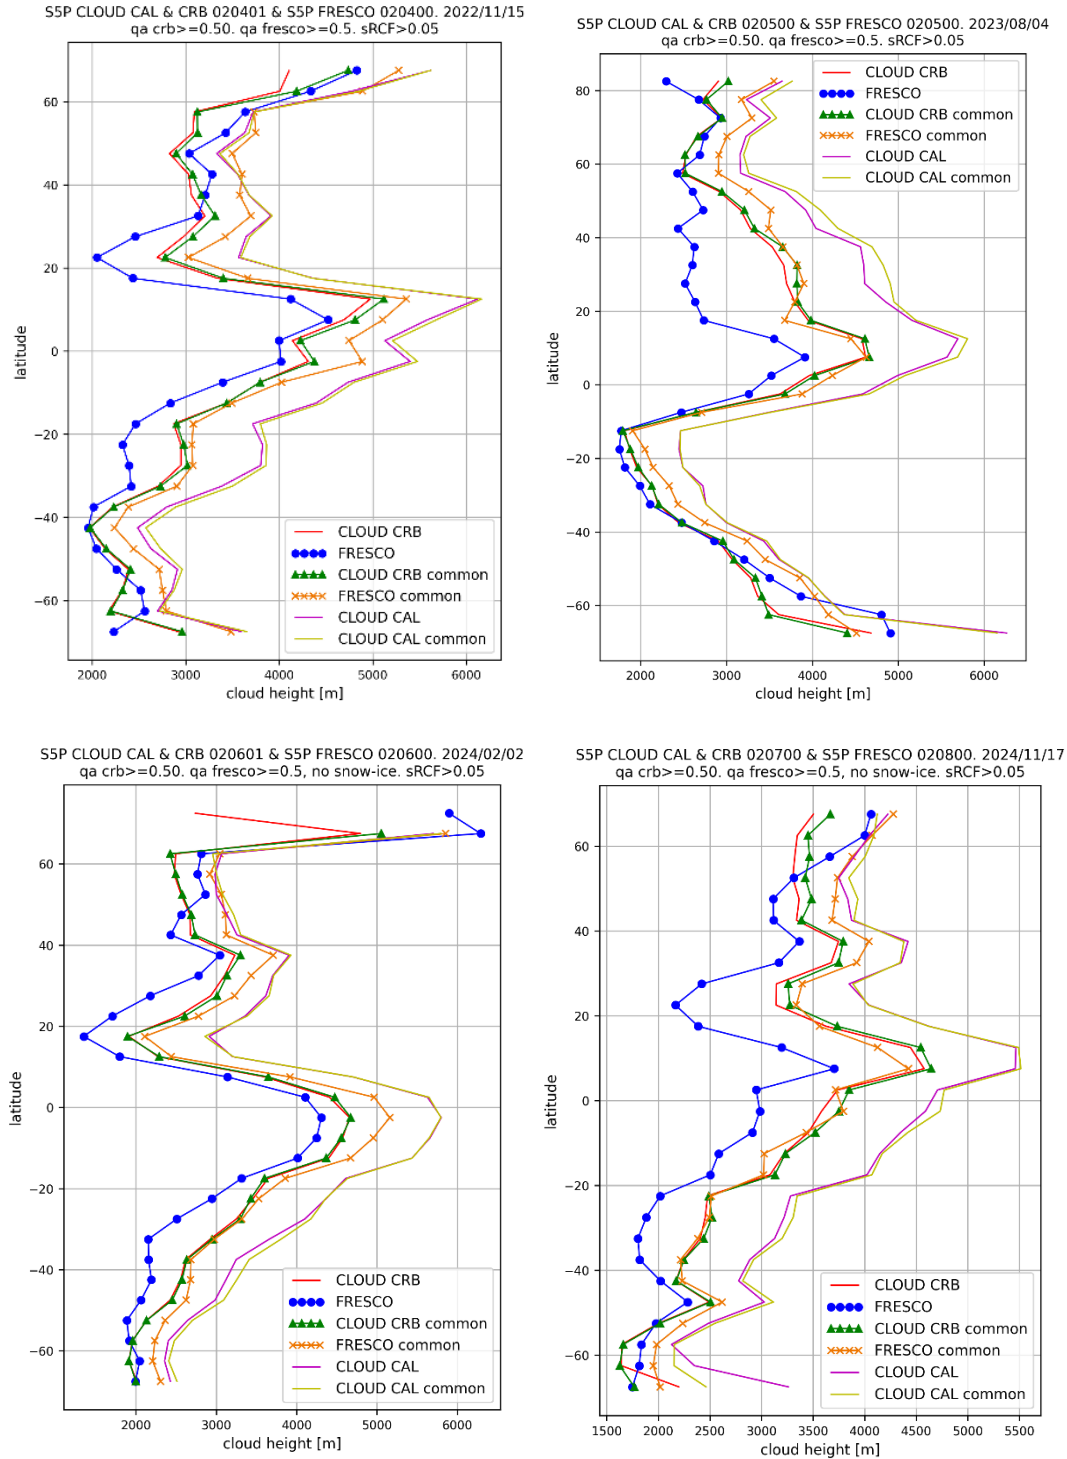 S5P CLOUD CAL & CRB 020401 & S5P FRESCO 020400. 2022/11/15
qa crb>=0.50. qa fresco>=0.5. sRCF>0.05
latitude
60
40
20
0
−20
−40
−60
CLOUD CRB
FRESCO
CLOUD CRB common
FRESCO common
CLOUD CAL
CLOUD CAL common
2000 3000 4000 5000 6000
cloud height [m]
S5P CLOUD CAL & CRB 020500 & S5P FRESCO 020500. 2023/08/04
qa crb>=0.50. qa fresco>=0.5. sRCF>0.05
latitude
80
60
40
20
0
−20
−40
−60
CLOUD CRB
FRESCO
CLOUD CRB common
FRESCO common
CLOUD CAL
CLOUD CAL common
2000 3000 4000 5000 6000
cloud height [m]
S5P CLOUD CAL & CRB 020601 & S5P FRESCO 020600. 2024/02/02
qa crb>=0.50. qa fresco>=0.5, no snow-ice. sRCF>0.05
latitude
60
40
20
0
−20
−40
−60
CLOUD CRB
FRESCO
CLOUD CRB common
FRESCO common
CLOUD CAL
CLOUD CAL common
2000 3000 4000 5000 6000
cloud height [m]
S5P CLOUD CAL & CRB 020700 & S5P FRESCO 020800. 2024/11/17
qa crb>=0.50. qa fresco>=0.5, no snow-ice. sRCF>0.05
latitude
60
40
20
0
−20
−40
−60
CLOUD CRB
FRESCO
CLOUD CRB common
FRESCO common
CLOUD CAL
CLOUD CAL common
1500 2000 2500 3000 3500 4000 4500 5000 5500
cloud height [m]